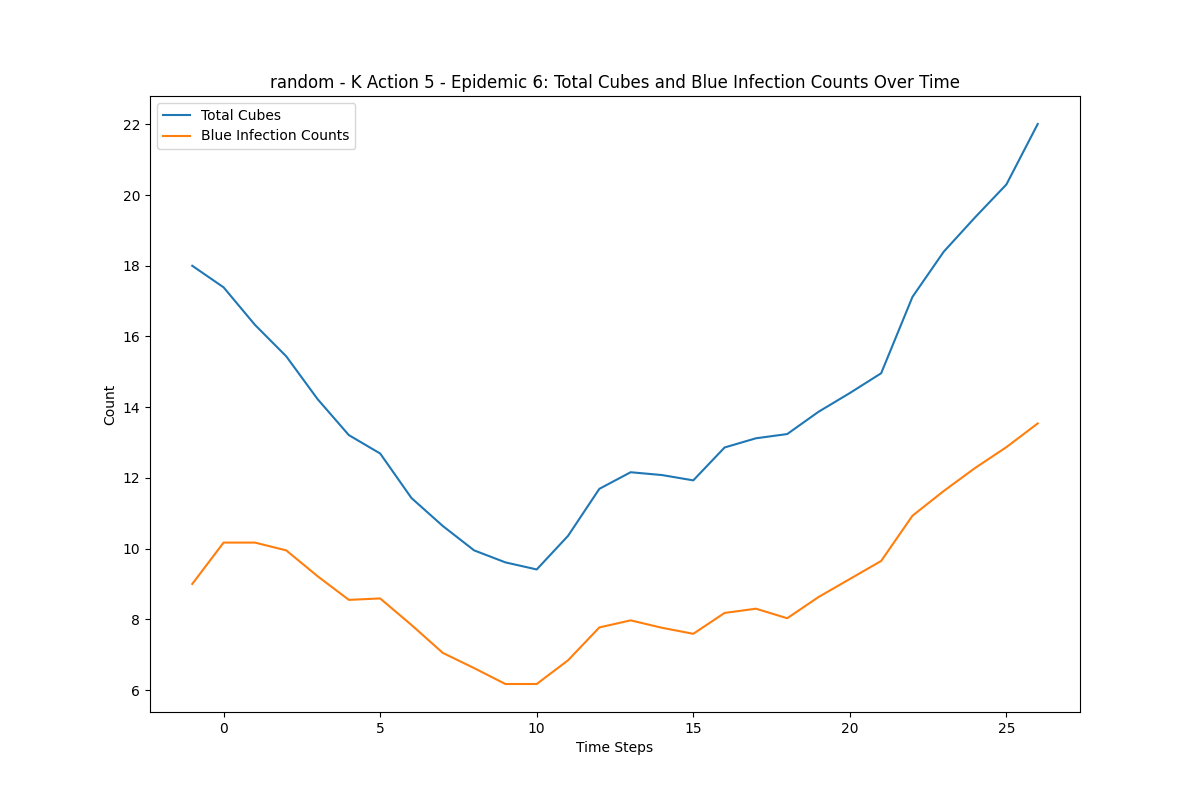 random - K Action 5 - Epidemic 6: Total Cubes and Blue Infection Counts Over Time
Total Cubes
Blue Infection Counts
22
20
18
16
14
12
10
8
6
Count
0 5 10 15 20 25
Time Steps